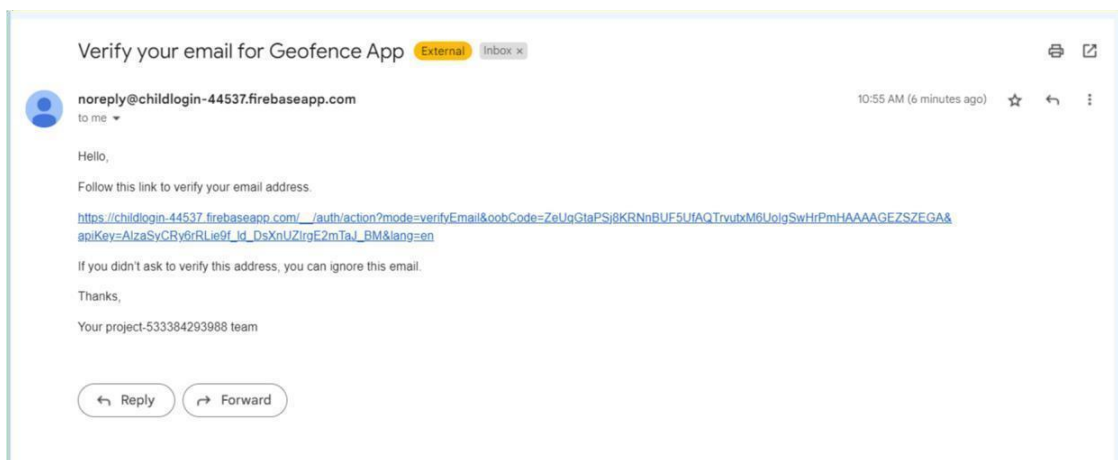 Verify your email for Geofence App External Inbox ×
noreply@childlogin-44537.firebaseapp.com 10:55 AM (6 minutes ago)
to me
Hello,
Follow this link to verify your email address.
https://childlogin-44537.firebaseapp.com/__/auth/action?mode=verifyEmail&oobCode=ZeUqGtaPSj8KRNnBUF5UfAQTrvutxM6UolgSwHrPmHAAAAGEZSZEGA&
apiKey=AIzaSyCRy6rRLie9f_ld_DsXnUZIrgE2mTaJ_BM&lang=en
If you didn't ask to verify this address, you can ignore this email.
Thanks,
Your project-533384293988 team
Reply Forward